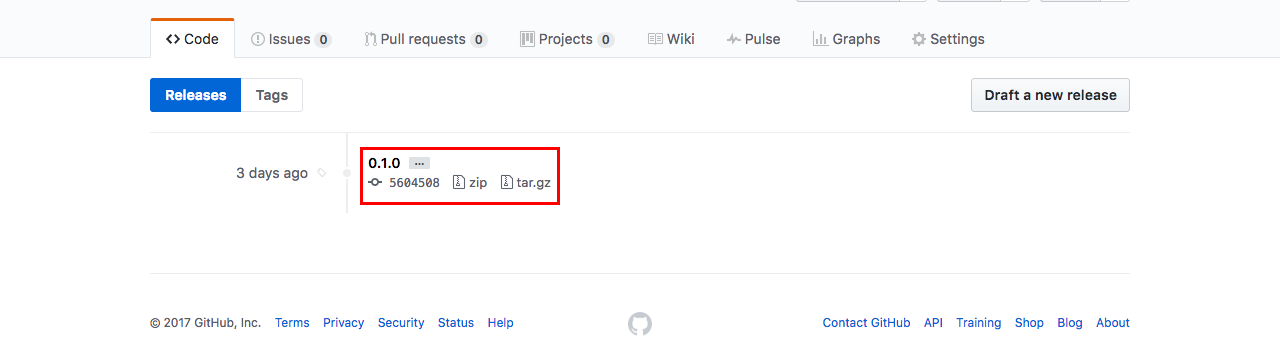 Code Issues 0 Pull requests 0 Projects 0 Wiki Pulse Graphs Settings
Releases Tags Draft a new release
0.1.0 ...
3 days ago
5604508 zip tar.gz
© 2017 GitHub, Inc. Terms Privacy Security Status Help Contact GitHub API Training Shop Blog About